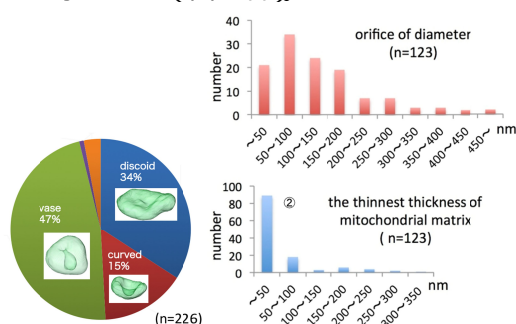 orifice of diameter
(n=123)
number
40
30
20
10
0
~50
50~100
100~150
150~200
200~250
250~300
300~350
350~400
400~450
450~
nm
discoid
34%
vase
47%
curved
15%
(n=226)
②
the thinnest thickness of
mitochondrial matrix
( n=123)
number
100
80
60
40
20
0
~50
50~100
100~150
150~200
200~250
250~300
300~350
nm